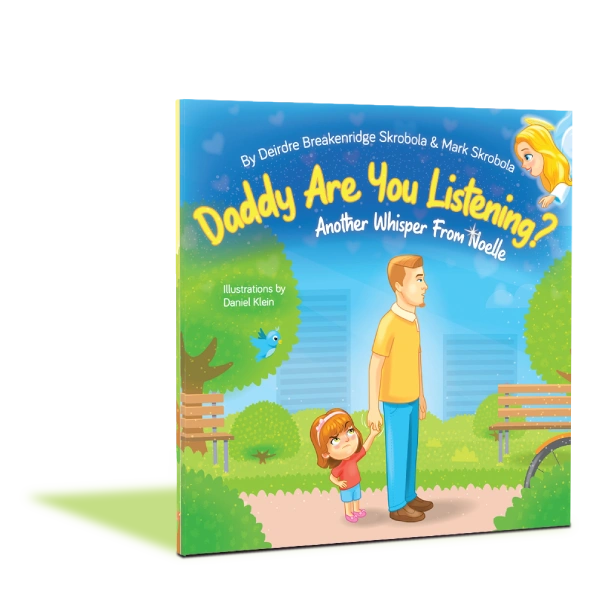 By Deirdre Breakenridge Skrobola & Mark Skrobola
Daddy Are You Listening?
Another Whisper From Noelle
Illustrations by
Daniel Klein